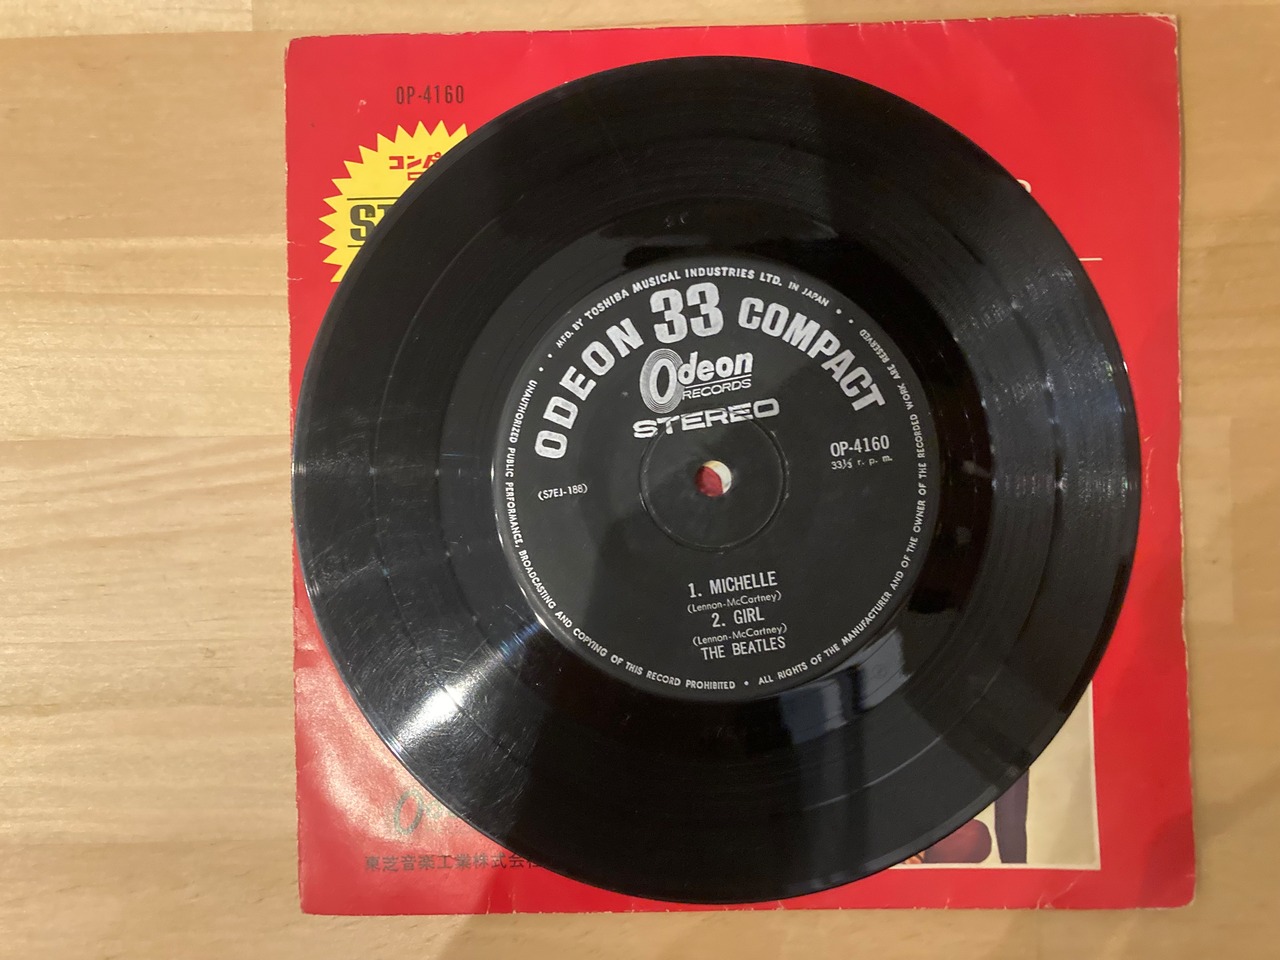 OP-4160
コンパ
ST
MFD. BY TOSHIBA MUSICAL INDUSTRIES LTD. IN JAPAN
ODEON 33 COMPACT
Odeon
RECORDS
STEREO
OP-4160
33⅓ r. p. m.
(S7EJ-188)
1. MICHELLE
(Lennon-McCartney)
2. GIRL
(Lennon-McCartney)
THE BEATLES
UNAUTHORIZED PUBLIC PERFORMANCE, BROADCASTING AND COPYING OF THIS RECORD PROHIBITED • ALL RIGHTS OF THE MANUFACTURER AND OF THE OWNER OF THE RECORDED WORK ARE RESERVED
東芝音楽工業株式会社